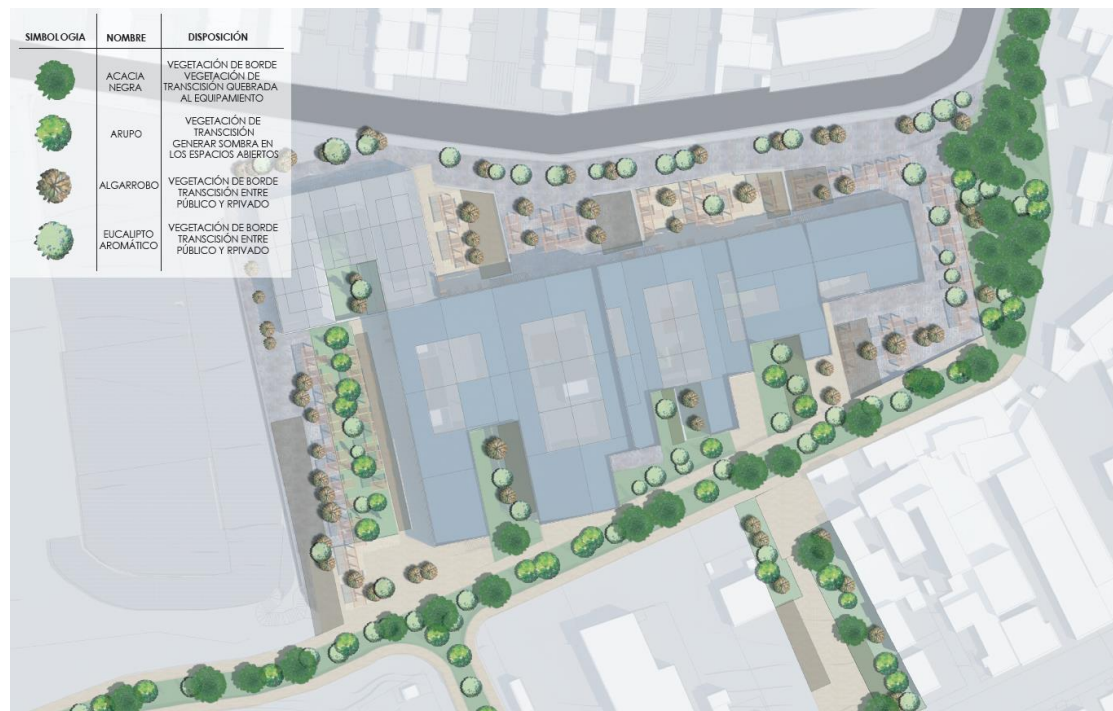 SIMBOLOGIA NOMBRE DISPOSICIÓN
ACACIA
NEGRA
VEGETACIÓN DE BORDE
VEGETACIÓN DE
TRANSCISIÓN QUEBRADA
AL EQUIPAMIENTO
ARUPO
VEGETACIÓN DE
TRANSCISIÓN
GENERAR SOMBRA EN
LOS ESPACIOS ABIERTOS
ALGARROBO
VEGETACIÓN DE BORDE
TRANSCISIÓN ENTRE
PÚBLICO Y RPIVADO
EUCALIPTO
AROMÁTICO
VEGETACIÓN DE BORDE
TRANSCISIÓN ENTRE
PÚBLICO Y RPIVADO